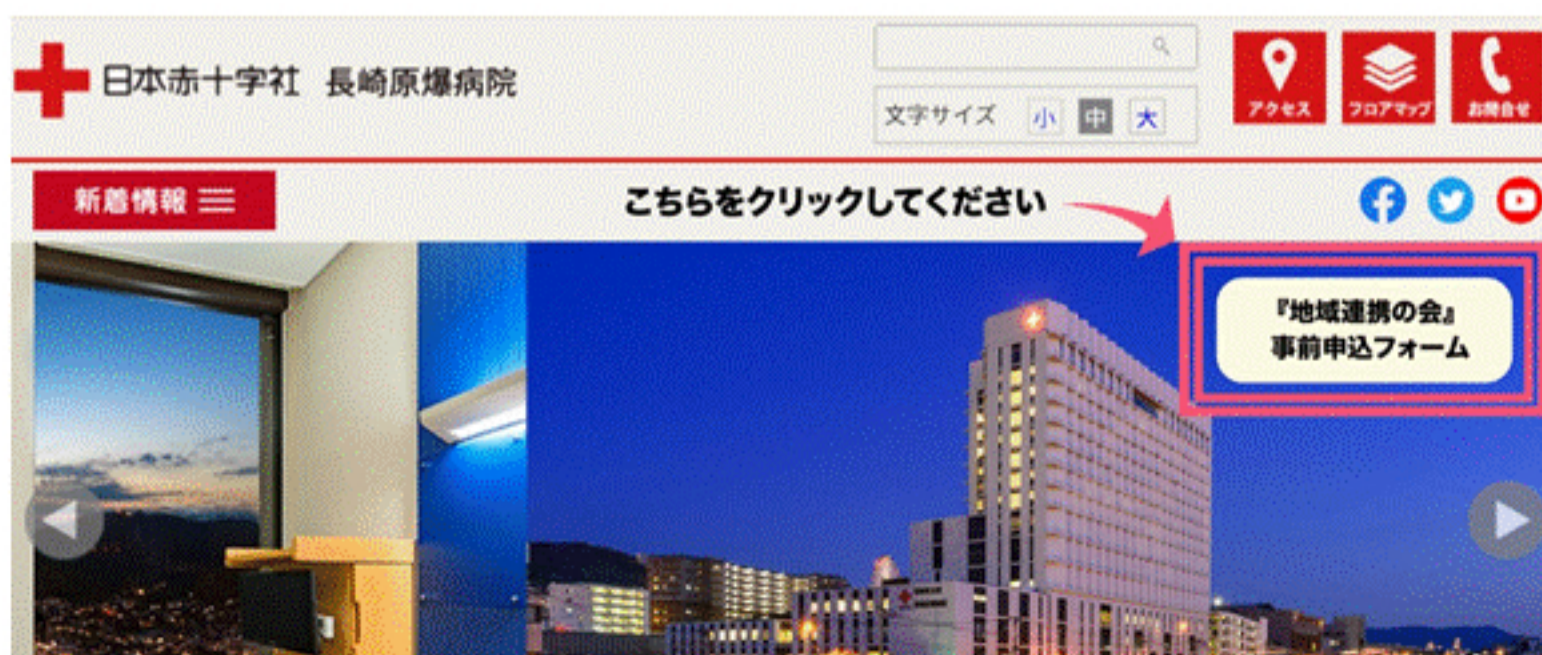 日本赤十字社 長崎原爆病院
文字サイズ 小 中 大
アクセス
フロアマップ
お問合せ
新着情報
こちらをクリックしてください
『地域連携の会』
事前申込フォーム